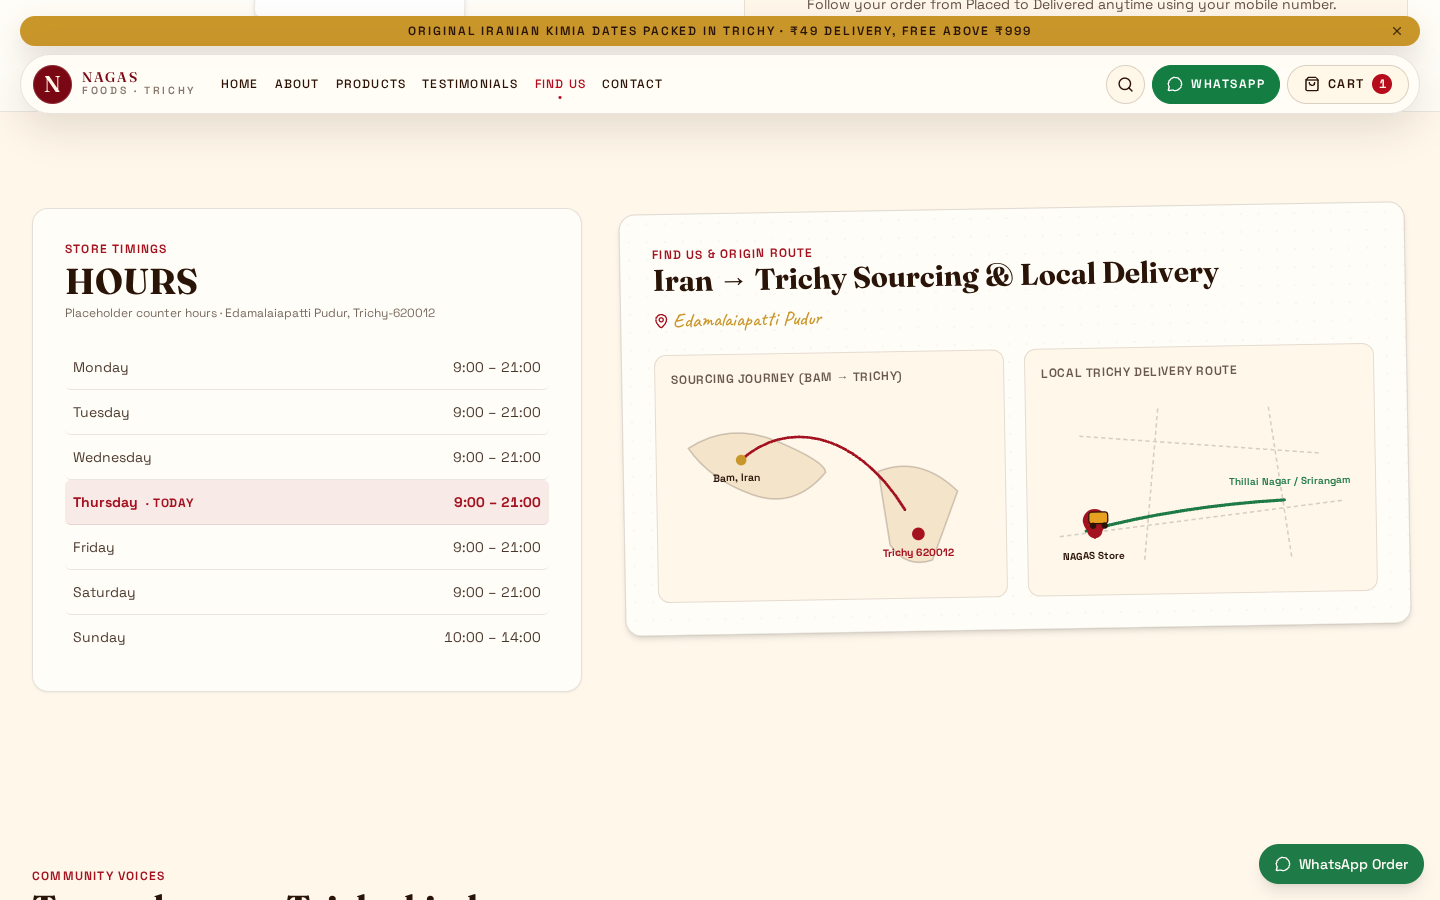 Follow your order from Placed to Delivered anytime using your mobile number.
ORIGINAL IRANIAN KIMIA DATES PACKED IN TRICHY · ₹49 DELIVERY, FREE ABOVE ₹999
N
NAGAS
FOODS · TRICHY
HOME ABOUT PRODUCTS TESTIMONIALS FIND US CONTACT
WHATSAPP
CART 1
STORE TIMINGS
HOURS
Placeholder counter hours · Edamalaiapatti Pudur, Trichy-620012
Monday 9:00 – 21:00
Tuesday 9:00 – 21:00
Wednesday 9:00 – 21:00
Thursday · TODAY 9:00 – 21:00
Friday 9:00 – 21:00
Saturday 9:00 – 21:00
Sunday 10:00 – 14:00
FIND US & ORIGIN ROUTE
Iran → Trichy Sourcing & Local Delivery
Edamalaiapatti Pudur
SOURCING JOURNEY (BAM → TRICHY)
Bam, Iran
Trichy 620012
LOCAL TRICHY DELIVERY ROUTE
Thillai Nagar / Srirangam
NAGAS Store
COMMUNITY VOICES
WhatsApp Order